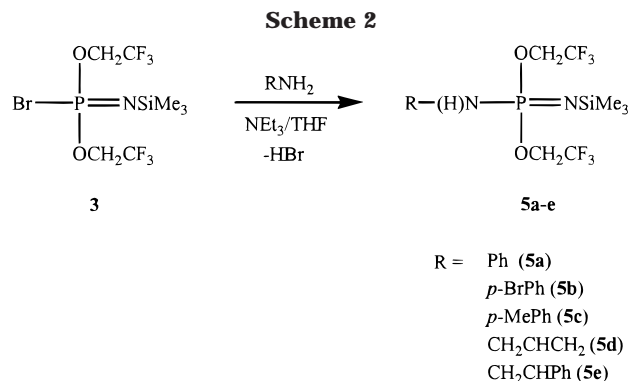 Scheme 2
OCH₂CF₃ OCH₂CF₃
RNH₂
Br P NSiMe₃ R (H)N P NSiMe₃
NEt₃/THF
OCH₂CF₃ -HBr OCH₂CF₃
3 5a-e
R = Ph (5a)
p-BrPh (5b)
p-MePh (5c)
CH₂CHCH₂ (5d)
CH₂CHPh (5e)